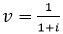 𝑣 = 1/(1+𝑖)